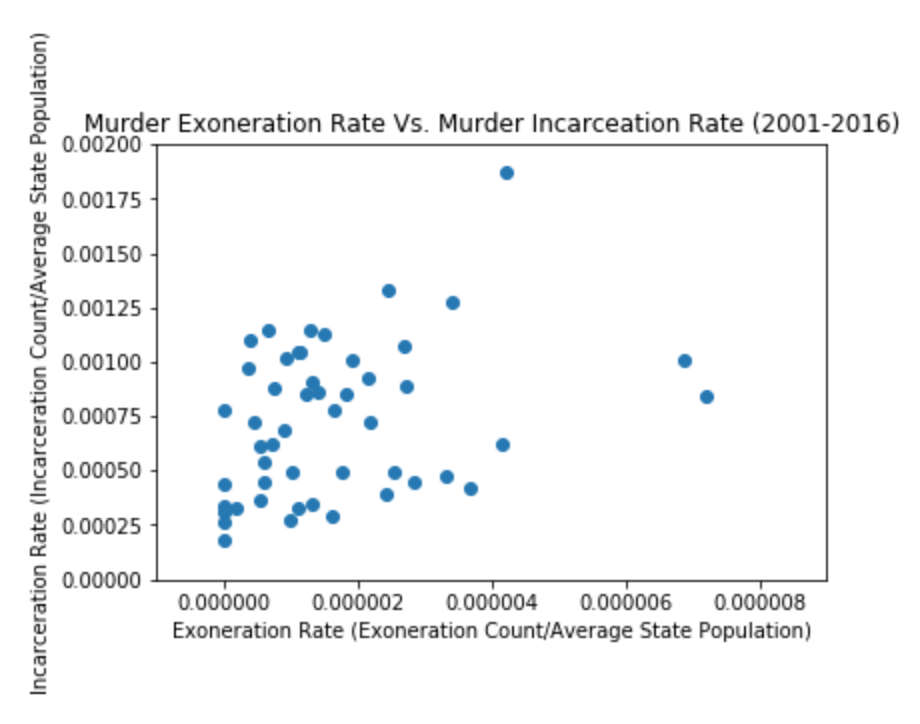 Murder Exoneration Rate Vs. Murder Incarceation Rate (2001-2016)
Incarceration Rate (Incarceration Count/Average State Population)
0.00200
0.00175
0.00150
0.00125
0.00100
0.00075
0.00050
0.00025
0.00000
0.000000 0.000002 0.000004 0.000006 0.000008
Exoneration Rate (Exoneration Count/Average State Population)